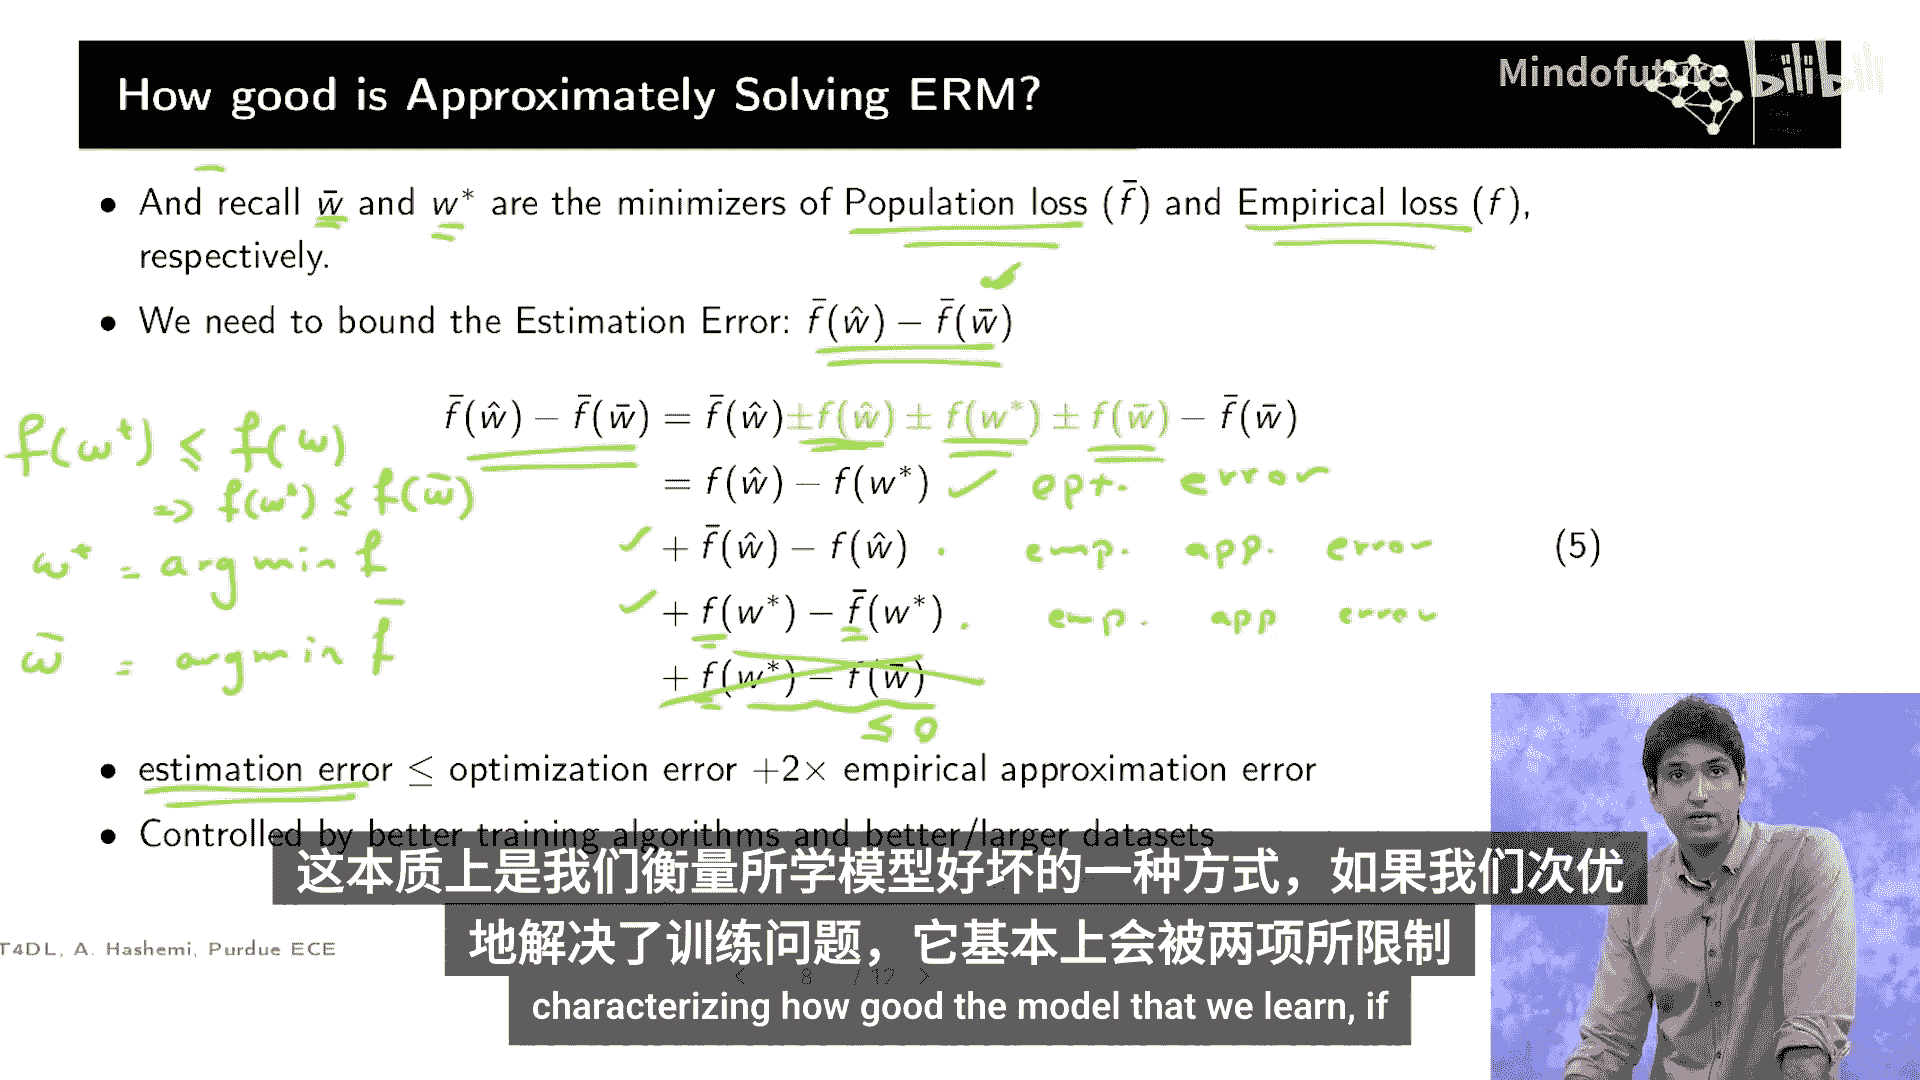 How good is Approximately Solving ERM?
Mindofuture
bilibili
• And recall w̄ and w* are the minimizers of Population loss (f̄) and Empirical loss (f),
respectively.
• We need to bound the Estimation Error: f̄(ŵ) − f̄(w̄)
f̄(ŵ) − f̄(w̄) = f̄(ŵ) ± f(ŵ) ± f(w*) ± f(w̄) − f̄(w̄)
f(w*) ≤ f(w)
= f(ŵ) − f(w*) opt. error
=> f(w*) ≤ f(w̄)
+ f̄(ŵ) − f(ŵ) . emp. app. error (5)
w* = argmin f
+ f(w*) − f̄(w*) . emp. app error
w̄ = argmin f̄
+ f(w*) − f(w̄)
≤ 0
• estimation error ≤ optimization error +2× empirical approximation error
• Controlled by better training algorithms and better/larger datasets
这本质上是我们衡量所学模型好坏的一种方式，如果我们次优
地解决了训练问题，它基本上会被两项所限制
T4DL, A. Hashemi, Purdue ECE
8 / 12
characterizing how good the model that we learn, if